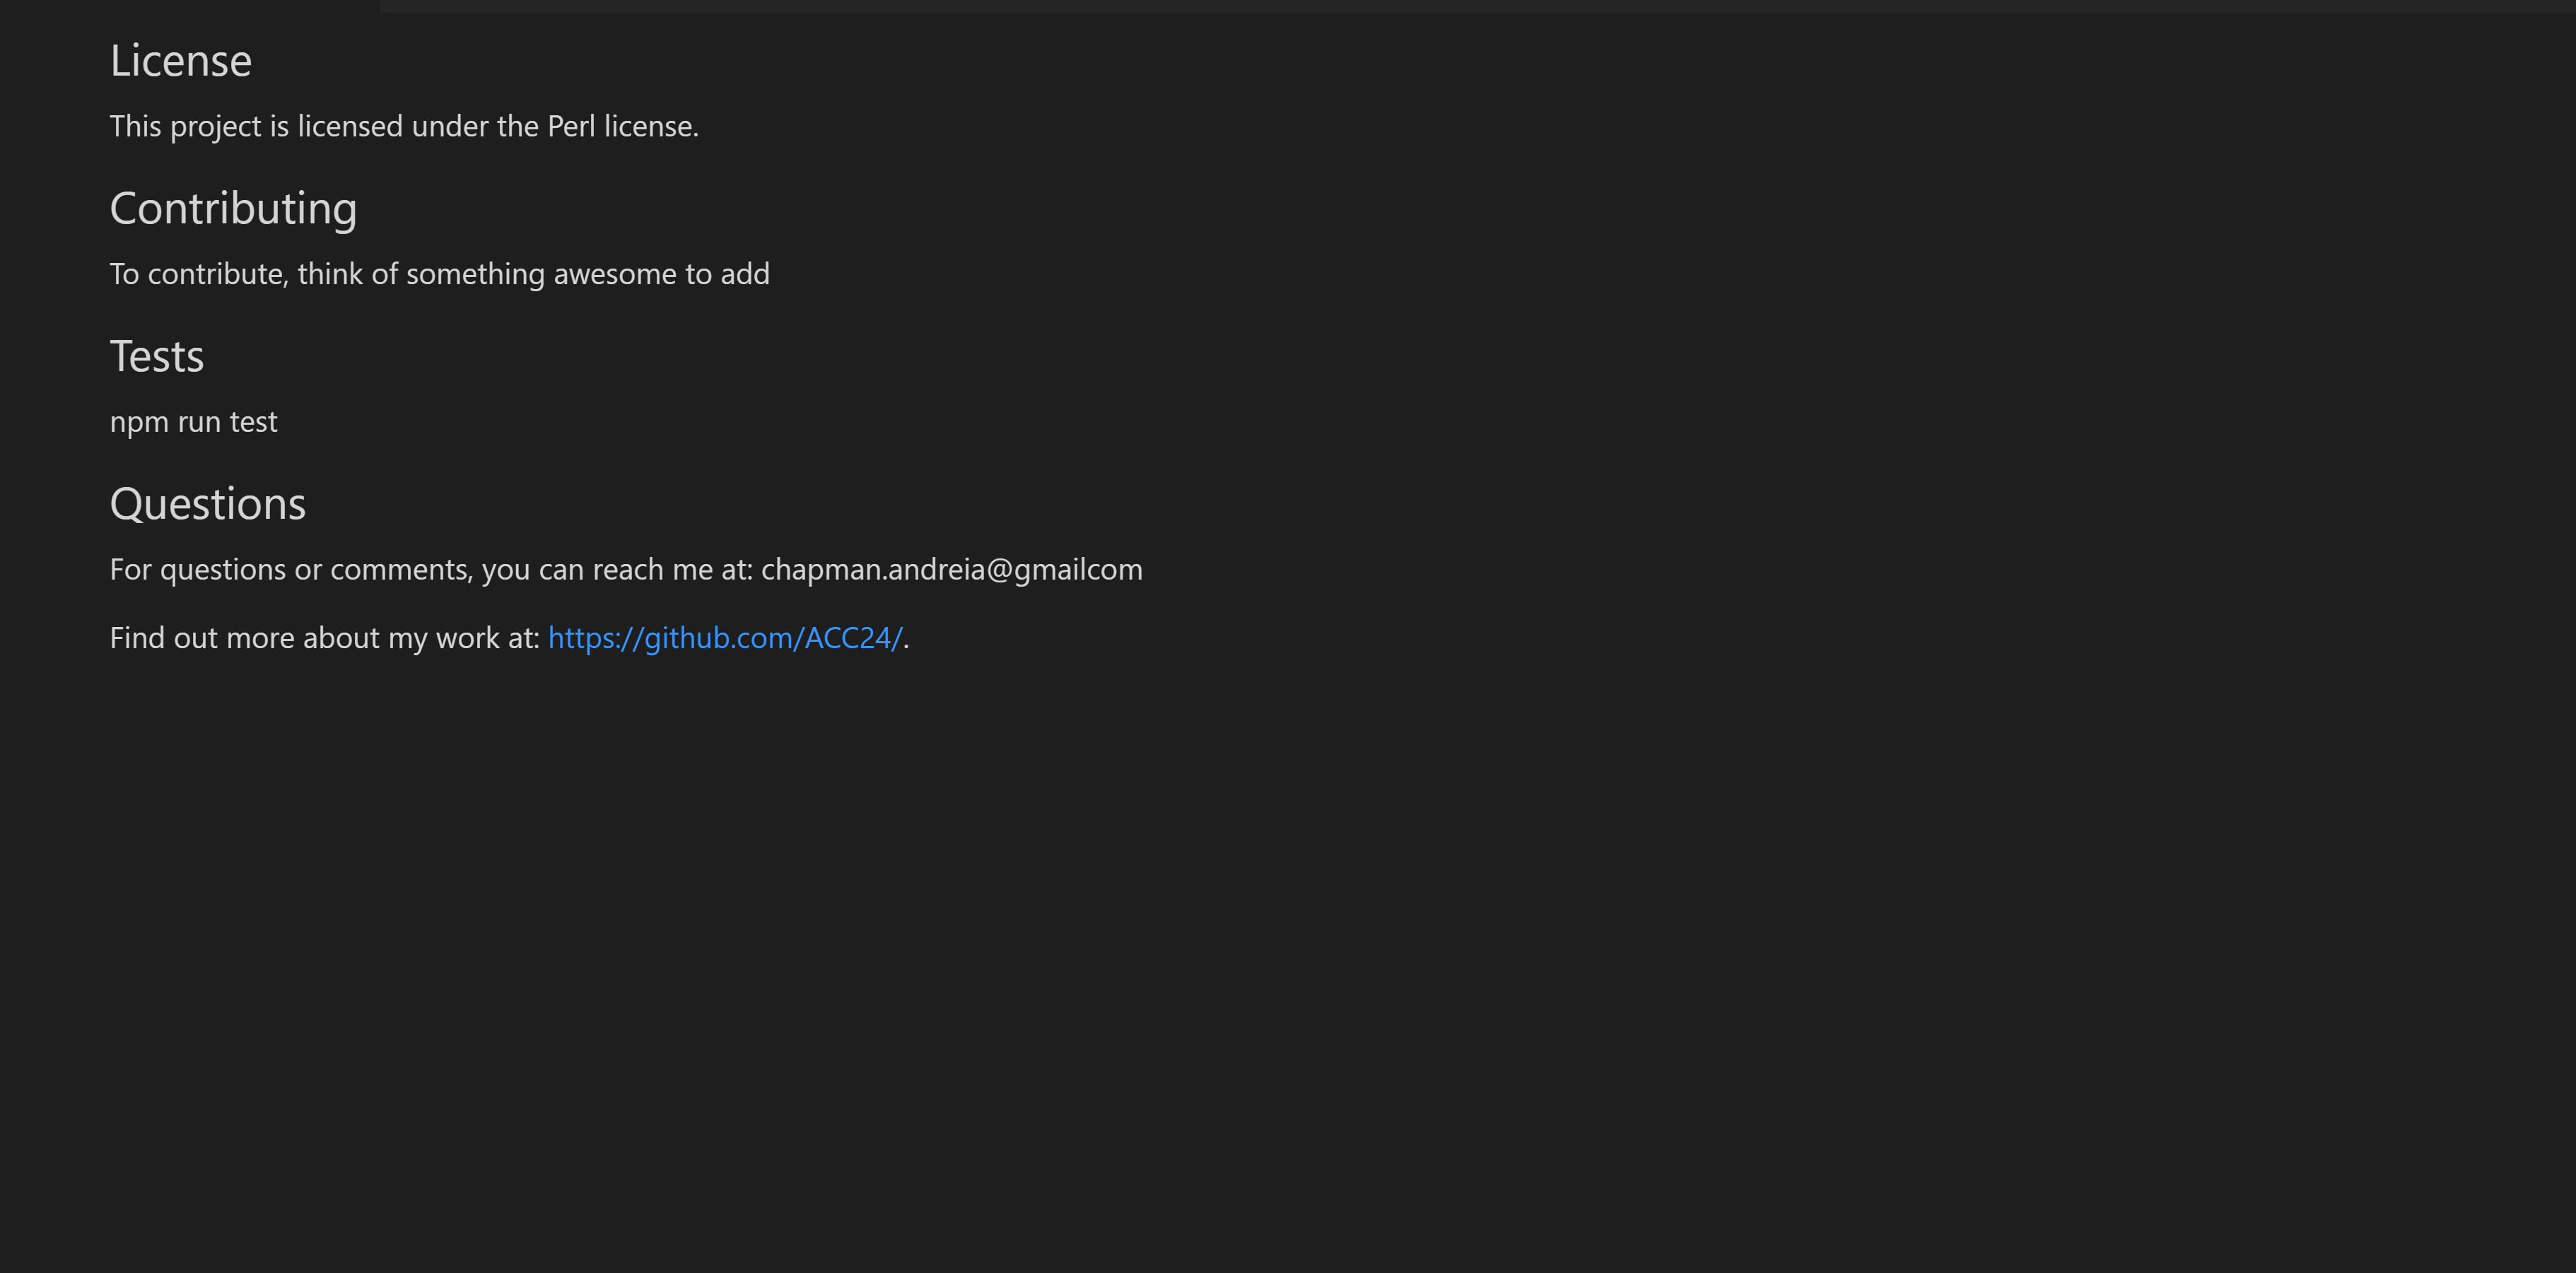 License
This project is licensed under the Perl license.
Contributing
To contribute, think of something awesome to add
Tests
npm run test
Questions
For questions or comments, you can reach me at: chapman.andreia@gmailcom
Find out more about my work at: https://github.com/ACC24/.